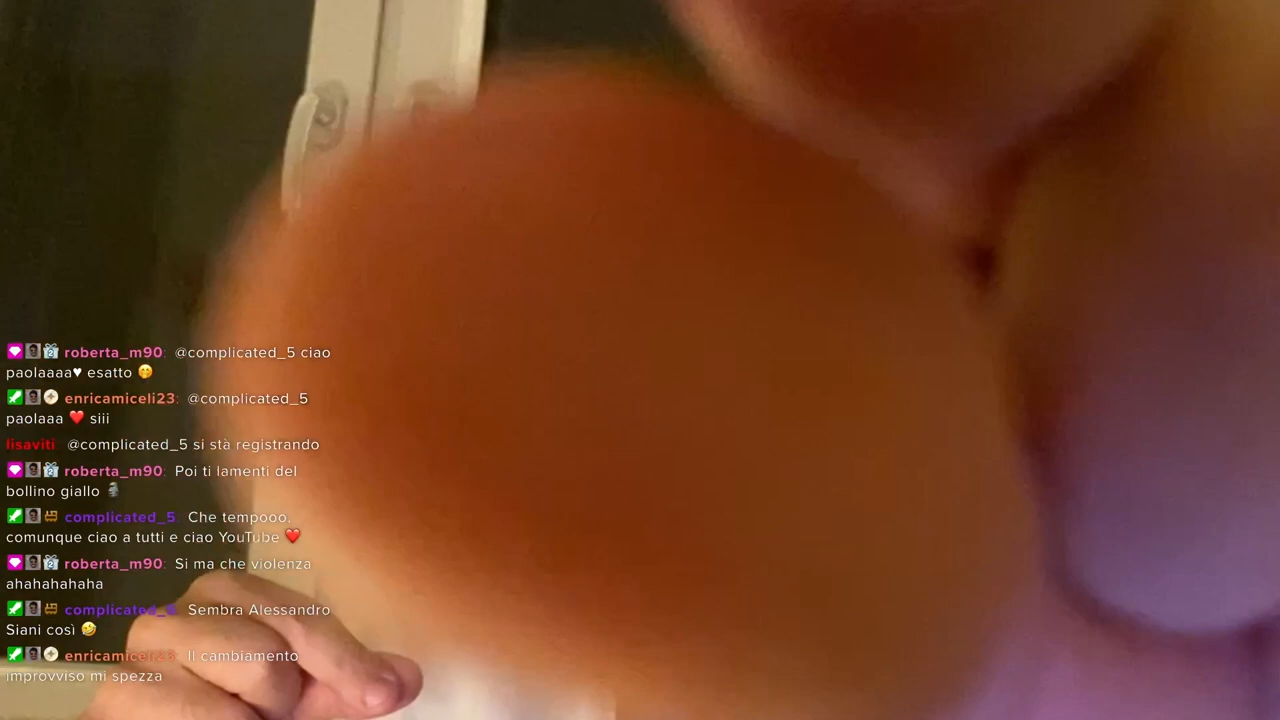 roberta_m90: @complicated_5 ciao
paolaaaa♥ esatto 🤭
enricamiceli23: @complicated_5
paolaaa ❤️ siii
lisaviti: @complicated_5 si stà registrando
roberta_m90: Poi ti lamenti del
bollino giallo 🗿
complicated_5: Che tempooo.
comunque ciao a tutti e ciao YouTube ❤️
roberta_m90: Si ma che violenza
ahahahahaha
complicated_5: Sembra Alessandro
Siani così 🤣
enricamiceli23: Il cambiamento
improvviso mi spezza